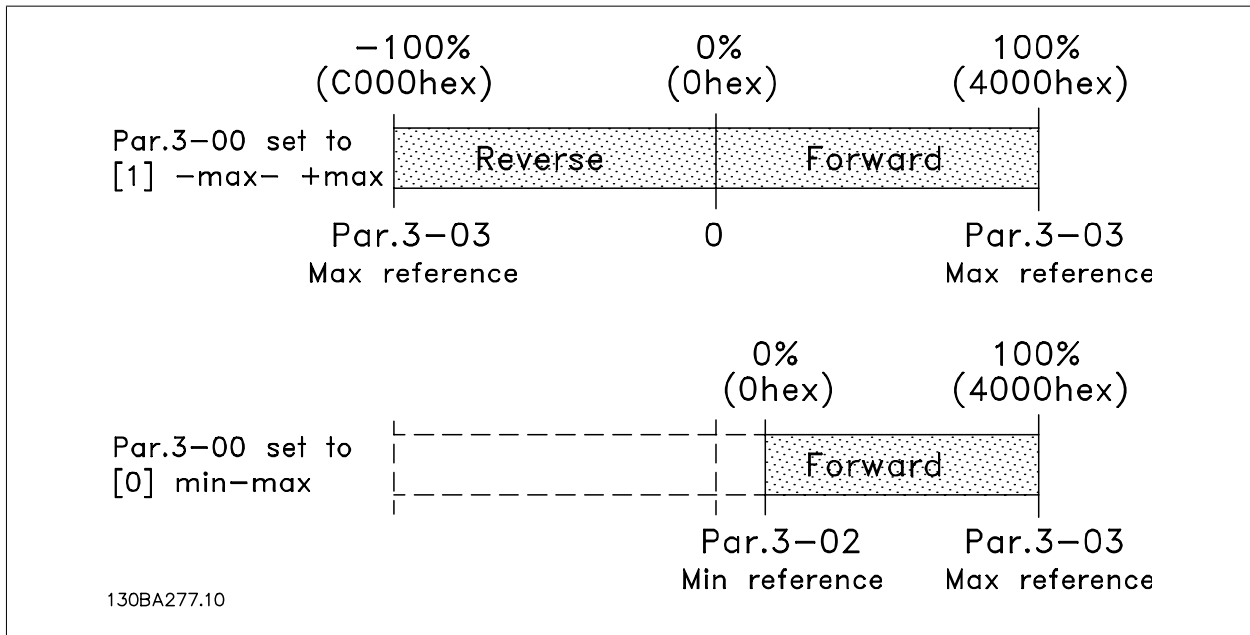 -100% 0% 100%
(C000hex) (0hex) (4000hex)
Par.3-00 set to
[1] -max- +max
Reverse Forward
Par.3-03 0 Par.3-03
Max reference Max reference
0% 100%
(0hex) (4000hex)
Par.3-00 set to
[0] min-max
Forward
Par.3-02 Par.3-03
Min reference Max reference
130BA277.10